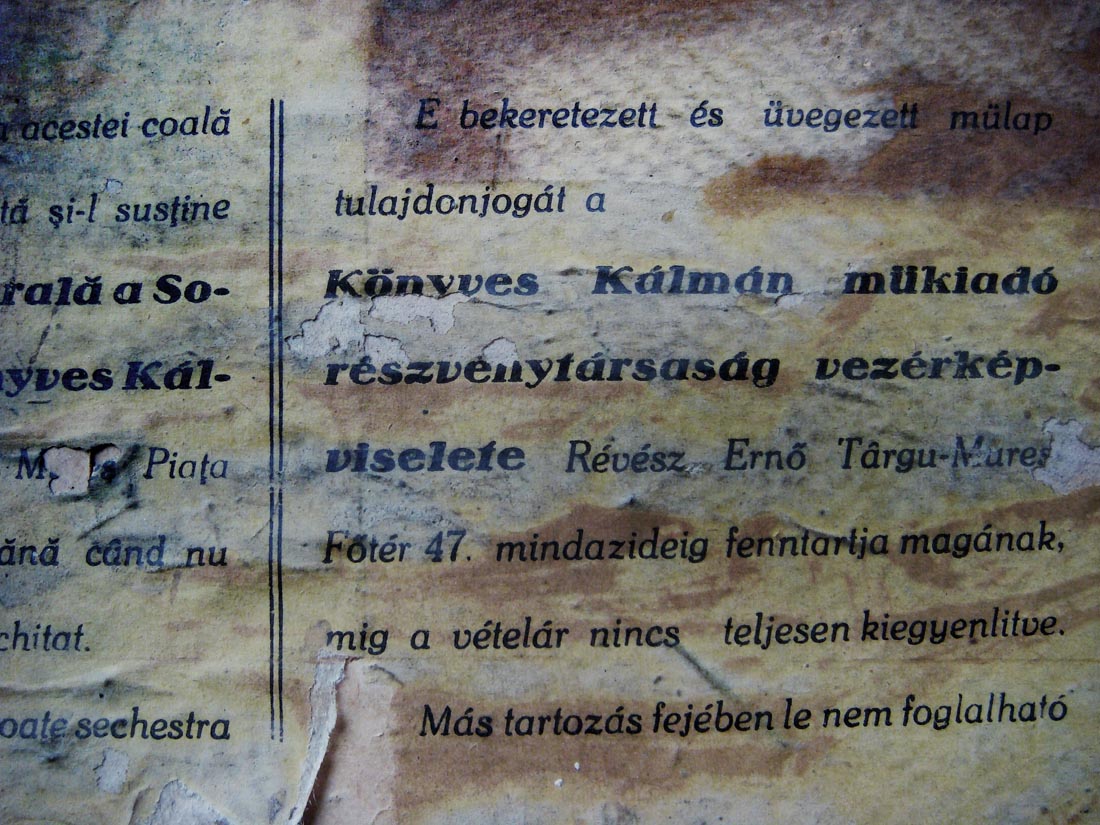 acestei coală
şi-l susţine
rală a So-
yves Kál-
Piaţa
când nu
chitat.
oate sechestra
E bekeretezett és üvegezett mülap
tulajdonjogát a
Könyves Kálmán mükiadó
részvénytársaság vezérkép-
viselete Révész Ernő Târgu-Mureş
Főtér 47. mindazideig fenntartja magának,
mig a vételár nincs teljesen kiegyenlitve.
Más tartozás fejében le nem foglalható